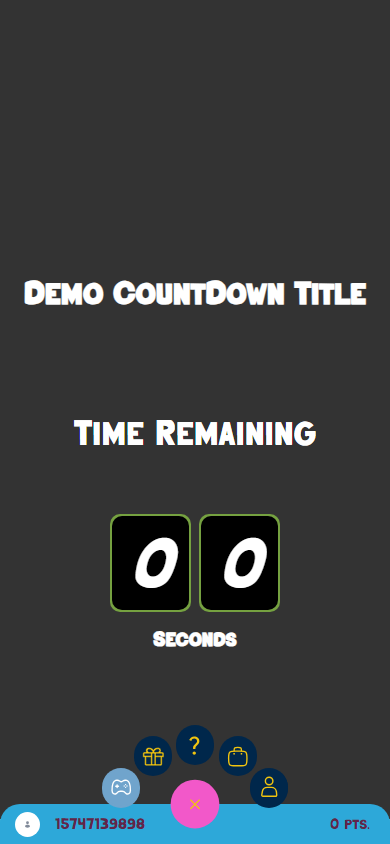 Demo CountDown Title
Time Remaining
0 0
Seconds
?
15747139898
0 PTS.